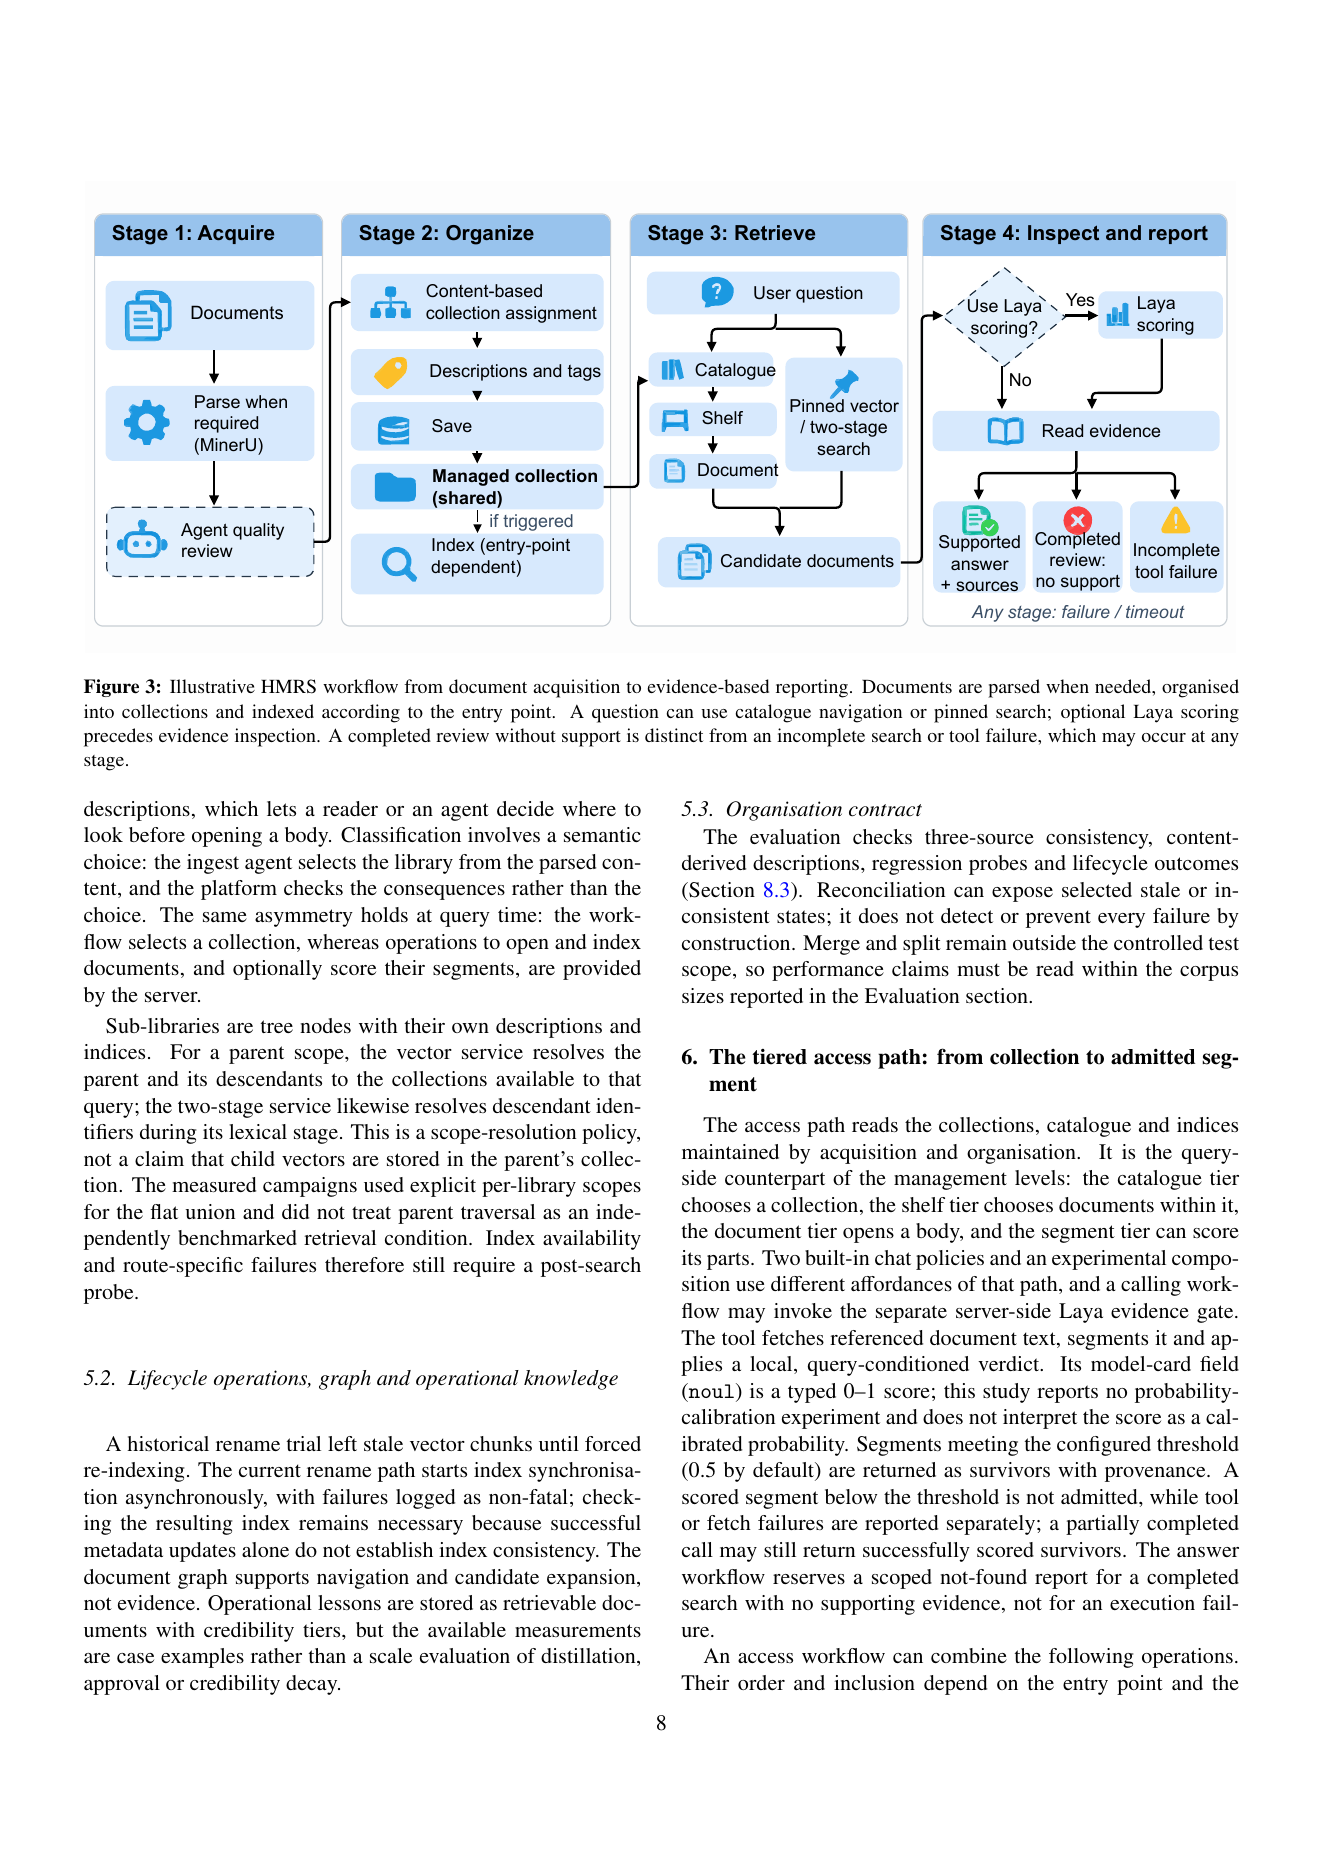 Stage 1: Acquire
Documents
Parse when
required
(MinerU)
Agent quality
review
Stage 2: Organize
Content-based
collection assignment
Descriptions and tags
Save
Managed collection
(shared)
if triggered
Index (entry-point
dependent)
Stage 3: Retrieve
?
User question
Catalogue
Shelf
Document
Pinned vector
/ two-stage
search
Candidate documents
Stage 4: Inspect and report
Use Laya
scoring?
Yes
Laya
scoring
No
Read evidence
Supported
answer
+ sources
Completed
review:
no support
Incomplete
tool failure
Any stage: failure / timeout
Figure 3: Illustrative HMRS workflow from document acquisition to evidence-based reporting. Documents are parsed when needed, organised
into collections and indexed according to the entry point. A question can use catalogue navigation or pinned search; optional Laya scoring
precedes evidence inspection. A completed review without support is distinct from an incomplete search or tool failure, which may occur at any
stage.
descriptions, which lets a reader or an agent decide where to
look before opening a body. Classification involves a semantic
choice: the ingest agent selects the library from the parsed con-
tent, and the platform checks the consequences rather than the
choice. The same asymmetry holds at query time: the work-
flow selects a collection, whereas operations to open and index
documents, and optionally score their segments, are provided
by the server.
Sub-libraries are tree nodes with their own descriptions and
indices. For a parent scope, the vector service resolves the
parent and its descendants to the collections available to that
query; the two-stage service likewise resolves descendant iden-
tifiers during its lexical stage. This is a scope-resolution policy,
not a claim that child vectors are stored in the parent's collec-
tion. The measured campaigns used explicit per-library scopes
for the flat union and did not treat parent traversal as an inde-
pendently benchmarked retrieval condition. Index availability
and route-specific failures therefore still require a post-search
probe.
5.2. Lifecycle operations, graph and operational knowledge
A historical rename trial left stale vector chunks until forced
re-indexing. The current rename path starts index synchronisa-
tion asynchronously, with failures logged as non-fatal; check-
ing the resulting index remains necessary because successful
metadata updates alone do not establish index consistency. The
document graph supports navigation and candidate expansion,
not evidence. Operational lessons are stored as retrievable doc-
uments with credibility tiers, but the available measurements
are case examples rather than a scale evaluation of distillation,
approval or credibility decay.
5.3. Organisation contract
The evaluation checks three-source consistency, content-
derived descriptions, regression probes and lifecycle outcomes
(Section 8.3). Reconciliation can expose selected stale or in-
consistent states; it does not detect or prevent every failure by
construction. Merge and split remain outside the controlled test
scope, so performance claims must be read within the corpus
sizes reported in the Evaluation section.
6. The tiered access path: from collection to admitted seg-
ment
The access path reads the collections, catalogue and indices
maintained by acquisition and organisation. It is the query-
side counterpart of the management levels: the catalogue tier
chooses a collection, the shelf tier chooses documents within it,
the document tier opens a body, and the segment tier can score
its parts. Two built-in chat policies and an experimental compo-
sition use different affordances of that path, and a calling work-
flow may invoke the separate server-side Laya evidence gate.
The tool fetches referenced document text, segments it and ap-
plies a local, query-conditioned verdict. Its model-card field
(noul) is a typed 0–1 score; this study reports no probability-
calibration experiment and does not interpret the score as a cal-
ibrated probability. Segments meeting the configured threshold
(0.5 by default) are returned as survivors with provenance. A
scored segment below the threshold is not admitted, while tool
or fetch failures are reported separately; a partially completed
call may still return successfully scored survivors. The answer
workflow reserves a scoped not-found report for a completed
search with no supporting evidence, not for an execution fail-
ure.
An access workflow can combine the following operations.
Their order and inclusion depend on the entry point and the
8